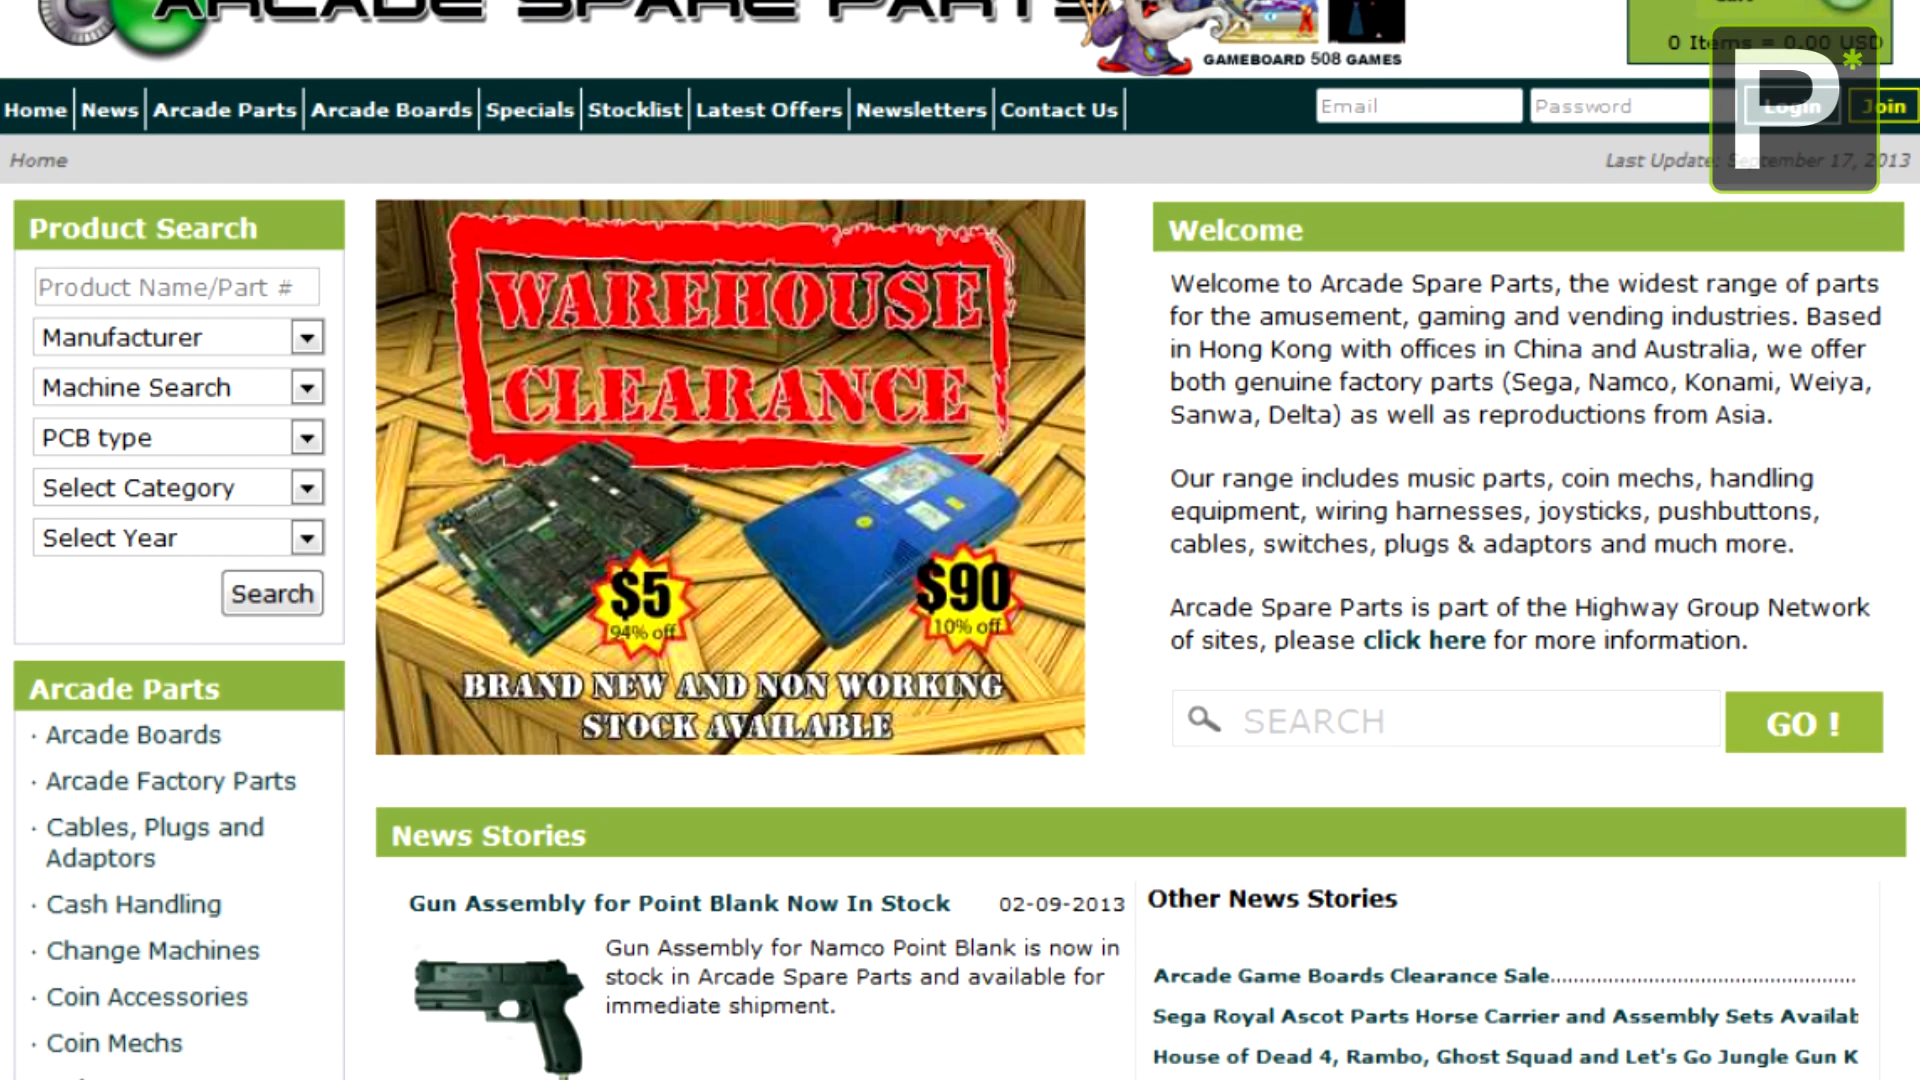 ARCADE SPARE PARTS
GAMEBOARD 508 GAMES
0 Items = 0.00 USD
P*
Home
News
Arcade Parts
Arcade Boards
Specials
Stocklist
Latest Offers
Newsletters
Contact Us
Email
Password
Login
Join
Home
Last Update: September 17, 2013
Product Search
Product Name/Part #
Manufacturer
Machine Search
PCB type
Select Category
Select Year
Search
Arcade Parts
· Arcade Boards
· Arcade Factory Parts
· Cables, Plugs and
Adaptors
· Cash Handling
· Change Machines
· Coin Accessories
· Coin Mechs
WAREHOUSE
CLEARANCE
$5
94% off
$90
10% off
BRAND NEW AND NON WORKING
STOCK AVAILABLE
Welcome
Welcome to Arcade Spare Parts, the widest range of parts
for the amusement, gaming and vending industries. Based
in Hong Kong with offices in China and Australia, we offer
both genuine factory parts (Sega, Namco, Konami, Weiya,
Sanwa, Delta) as well as reproductions from Asia.
Our range includes music parts, coin mechs, handling
equipment, wiring harnesses, joysticks, pushbuttons,
cables, switches, plugs & adaptors and much more.
Arcade Spare Parts is part of the Highway Group Network
of sites, please click here for more information.
SEARCH
GO !
News Stories
Gun Assembly for Point Blank Now In Stock 02-09-2013
Gun Assembly for Namco Point Blank is now in
stock in Arcade Spare Parts and available for
immediate shipment.
Other News Stories
Arcade Game Boards Clearance Sale
Sega Royal Ascot Parts Horse Carrier and Assembly Sets Availab
House of Dead 4, Rambo, Ghost Squad and Let's Go Jungle Gun K